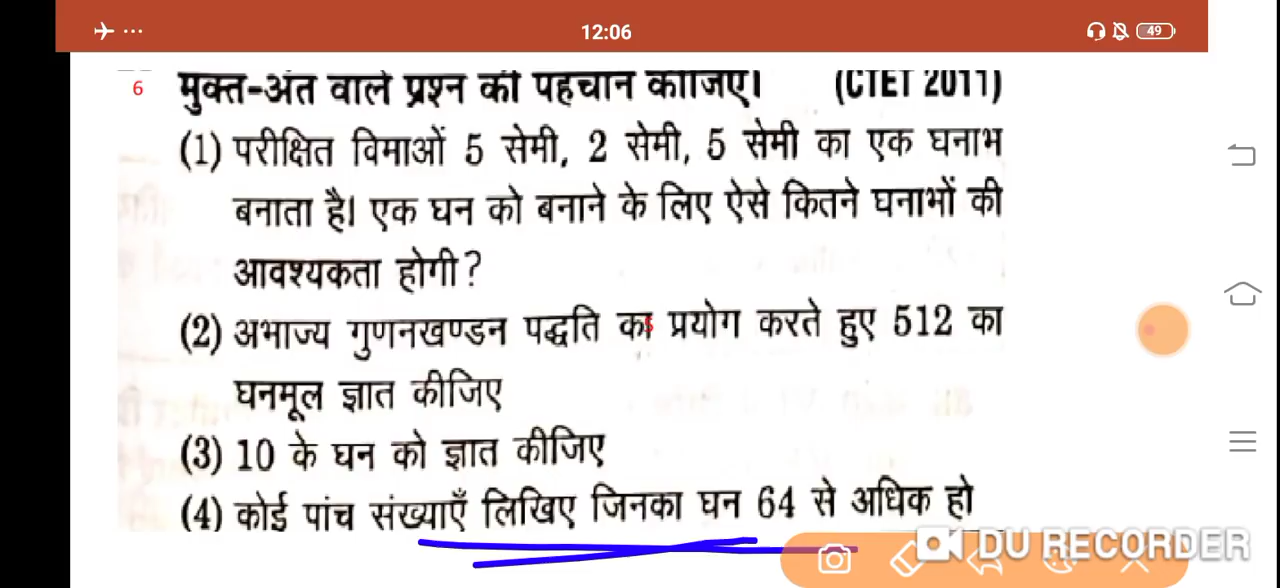 12:06
49
6 मुक्त-अंत वाले प्रश्न की पहचान कीजिए। (CTET 2011)
(1) परीक्षित विमाओं 5 सेमी, 2 सेमी, 5 सेमी का एक घनाभ
बनाता है। एक घन को बनाने के लिए ऐसे कितने घनाभों की
आवश्यकता होगी?
(2) अभाज्य गुणनखण्डन पद्धति का 5 प्रयोग करते हुए 512 का
घनमूल ज्ञात कीजिए
(3) 10 के घन को ज्ञात कीजिए
(4) कोई पांच संख्याएँ लिखिए जिनका घन 64 से अधिक हो
DU RECORDER